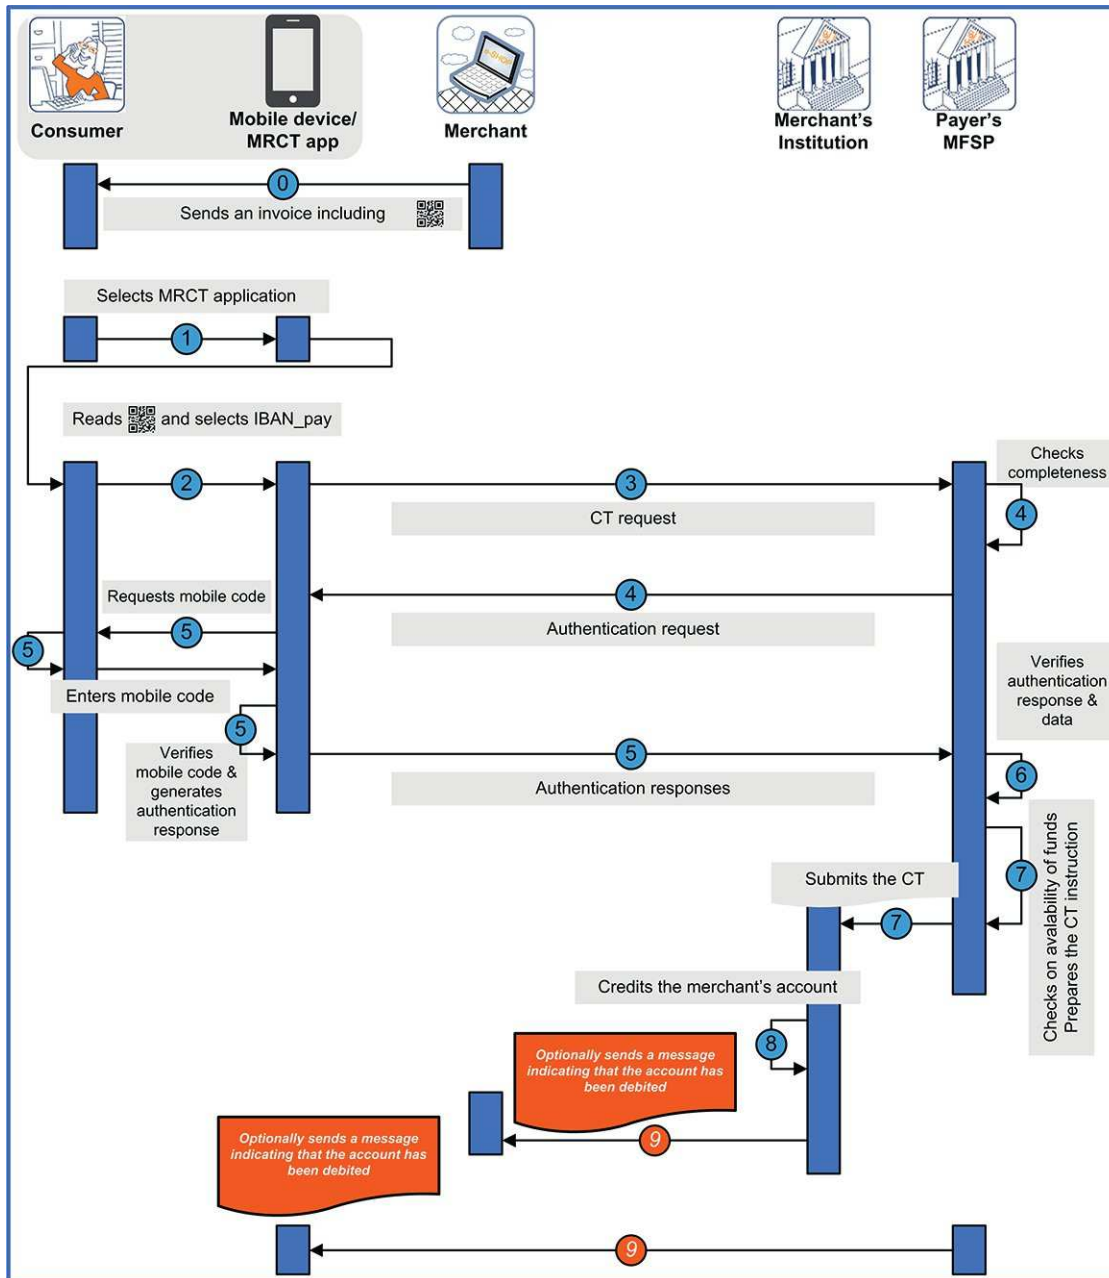 e-SHOP
Consumer
Mobile device/
MRCT app
Merchant
Merchant's
Institution
Payer's
MFSP
0
Sends an invoice including
Selects MRCT application
1
Reads and selects IBAN_pay
2
3
CT request
Checks
completeness
4
4
Authentication request
Requests mobile code
5
5
Enters mobile code
5
Verifies
mobile code &
generates
authentication
response
5
Authentication responses
Verifies
authentication
response &
data
6
7
Checks on avalability of funds
Prepares the CT instruction
Submits the CT
7
Credits the merchant's account
8
Optionally sends a message
indicating that the account has
been debited
9
Optionally sends a message
indicating that the account has
been debited
9